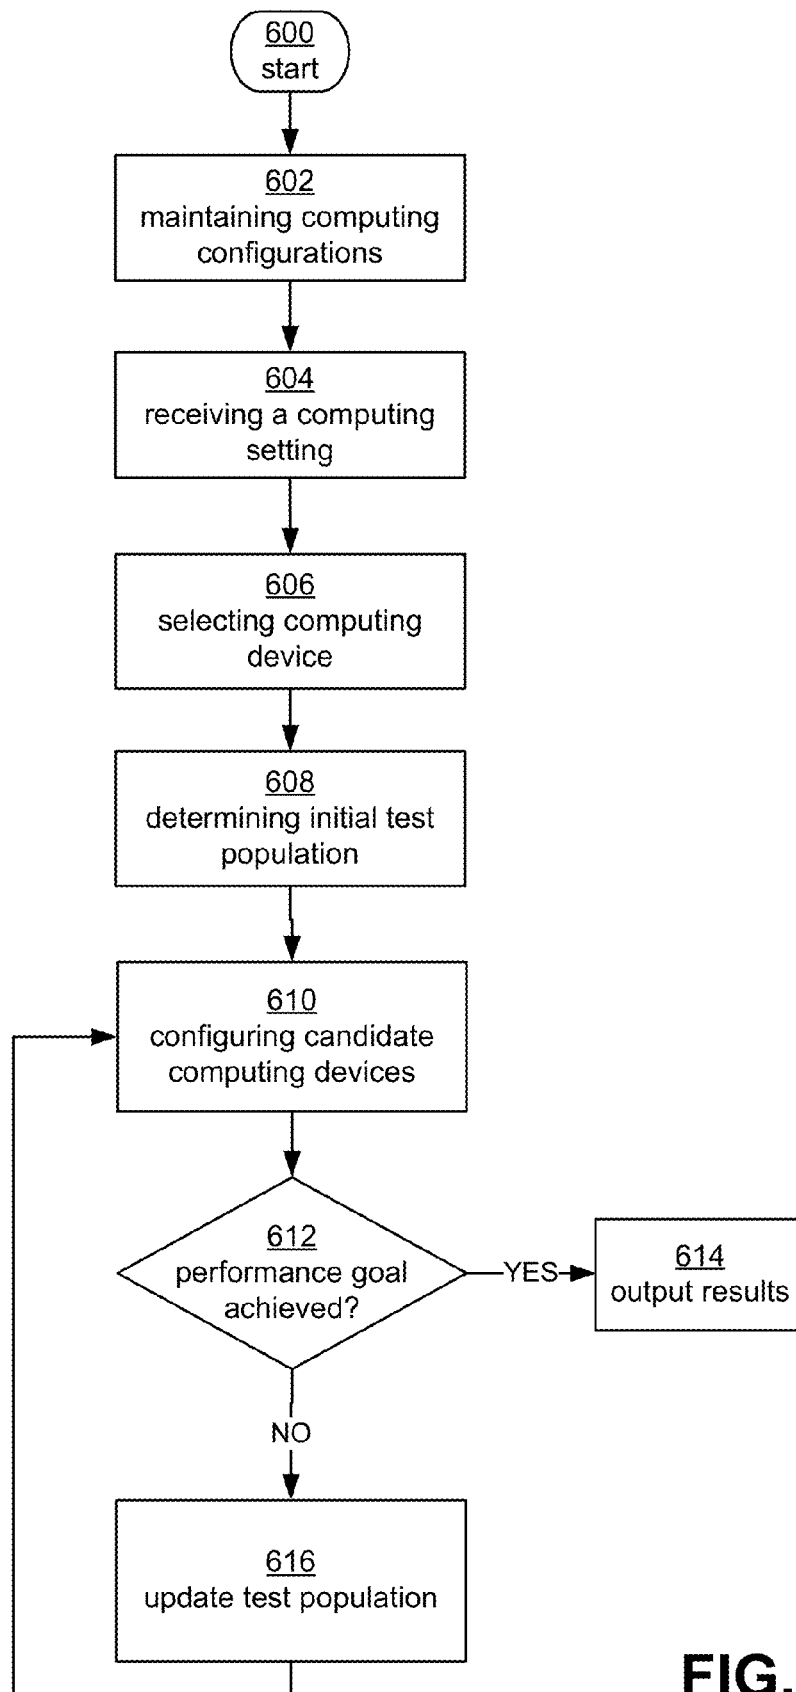 600
start
602
maintaining computing
configurations
604
receiving a computing
setting
606
selecting computing
device
608
determining initial test
population
610
configuring candidate
computing devices
612
performance goal
achieved?
YES
614
output results
NO
616
update test population
FIG.